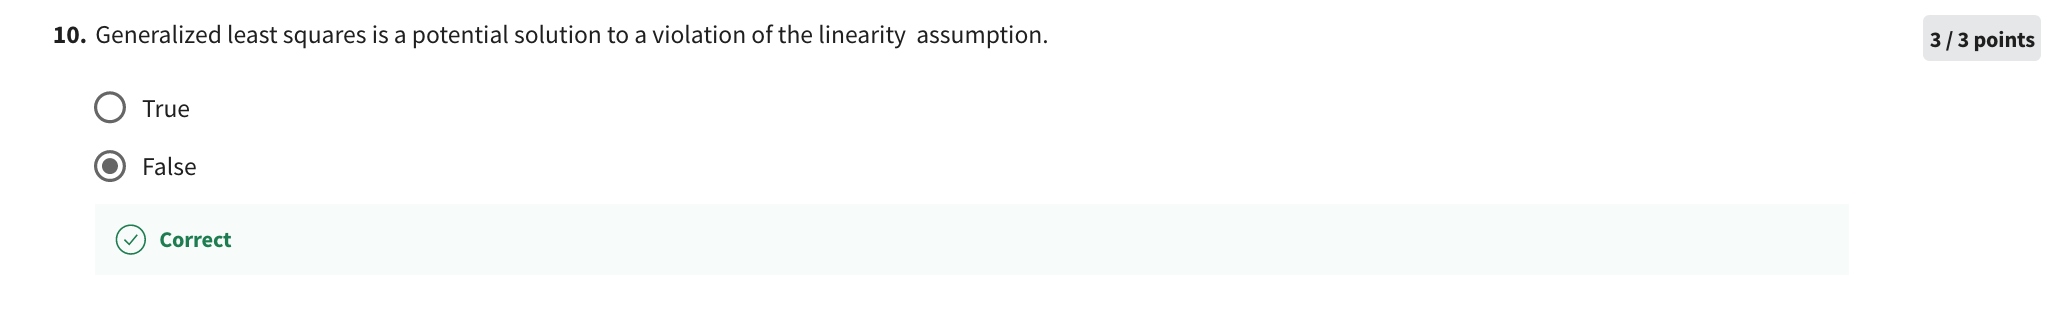 10. Generalized least squares is a potential solution to a violation of the linearity assumption.
3 / 3 points
True
False
Correct